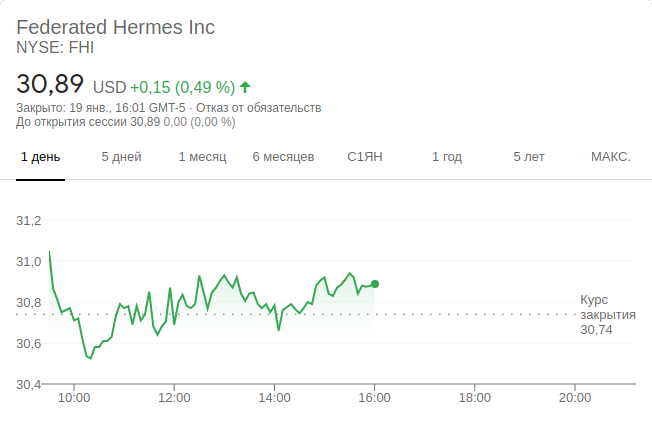 Federated Hermes Inc
NYSE: FHI
30,89 USD +0,15 (0,49 %)
Закрыто: 19 янв., 16:01 GMT-5 · Отказ от обязательств
До открытия сессии 30,89 0,00 (0,00 %)
1 день 5 дней 1 месяц 6 месяцев С1ЯН 1 год 5 лет МАКС.
31,2
31,0
30,8
Курс
закрытия
30,74
30,6
30,4
10:00 12:00 14:00 16:00 18:00 20:00